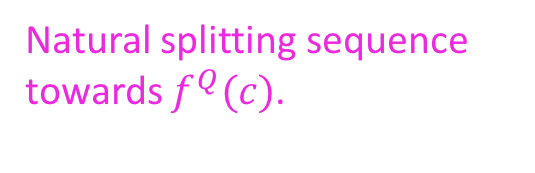 Natural splitting sequence
towards $f^Q(c)$.